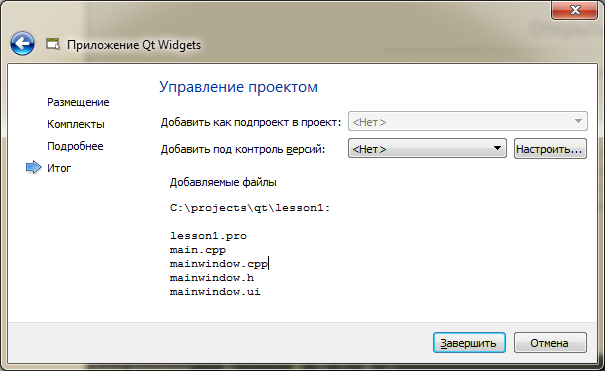 Приложение Qt Widgets
Управление проектом
Размещение
Комплекты
Подробнее
Итог
Добавить как подпроект в проект:
<Нет>
Добавить под контроль версий:
<Нет>
Настроить...
Добавляемые файлы
C:\projects\qt\lesson1:
lesson1.pro
main.cpp
mainwindow.cpp
mainwindow.h
mainwindow.ui
Завершить
Отмена